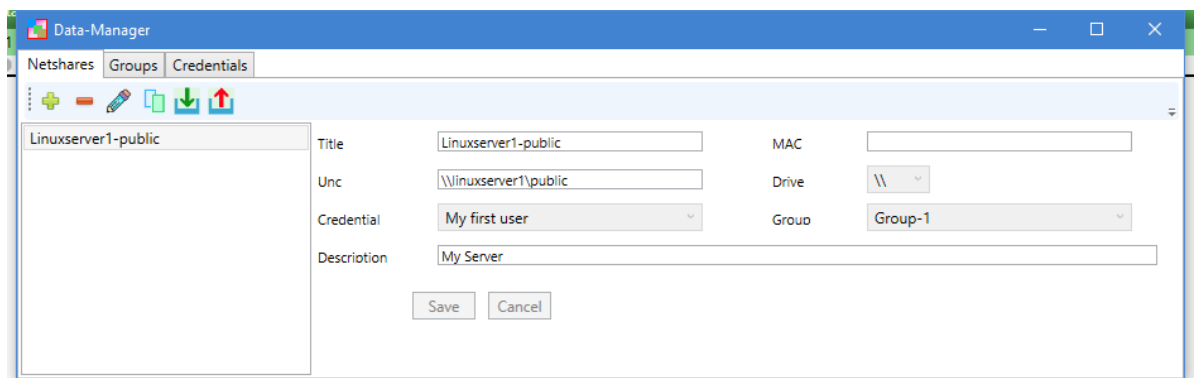 Data-Manager
Netshares Groups Credentials
Linuxserver1-public
Title Linuxserver1-public MAC
Unc \\linuxserver1\public Drive \\
Credential My first user Group Group-1
Description My Server
Save Cancel